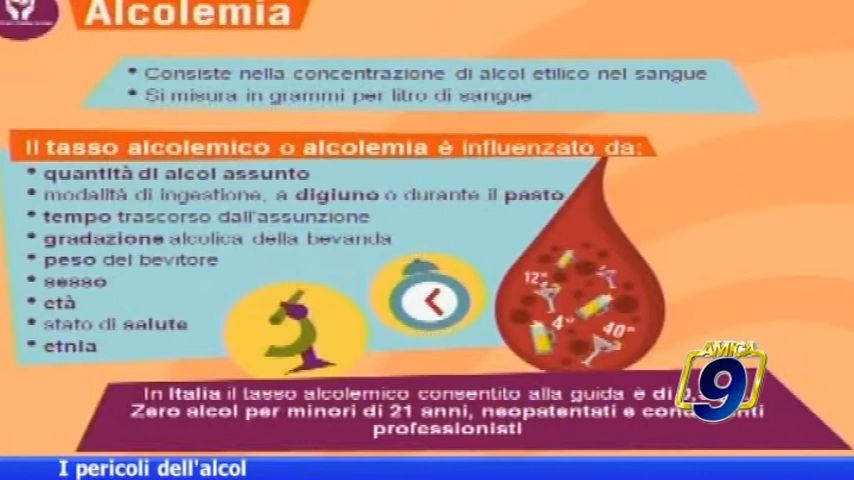 Alcolemia
• Consiste nella concentrazione di alcol etilico nel sangue
• Si misura in grammi per litro di sangue
Il tasso alcolemico o alcolemia è influenzato da:
• quantità di alcol assunto
• modalità di ingestione, a digiuno o durante il pasto
• tempo trascorso dall'assunzione
• gradazione alcolica della bevanda
• peso del bevitore
• sesso
• età
• stato di salute
• etnia
12°
4°
40°
In Italia il tasso alcolemico consentito alla guida è di
Zero alcol per minori di 21 anni, neopatentati e
professionisti
AMICA
9
I pericoli dell'alcol